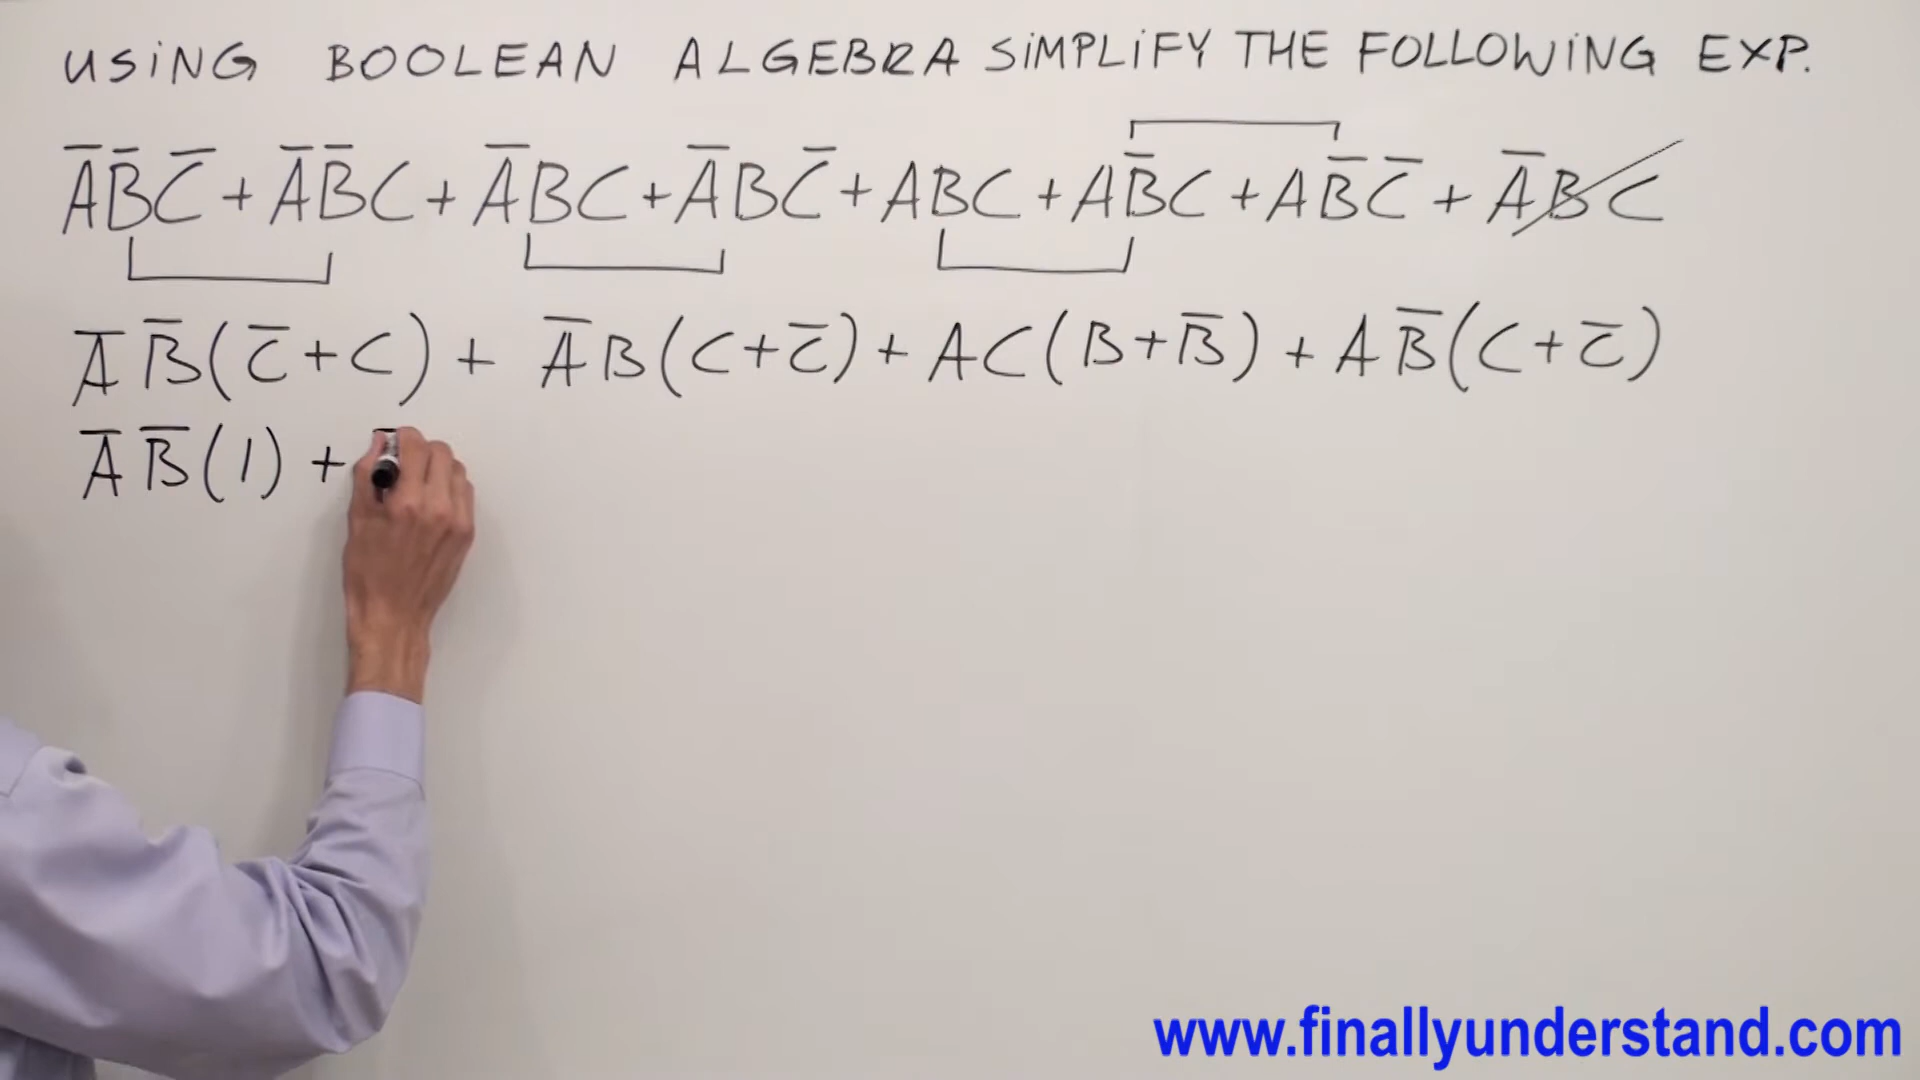 USiNG BOOLEAN ALGEBRA SiMPLiFY THE FOLLOWiNG EXP.
A̅B̅C̅ + A̅B̅C + A̅BC + A̅BC̅ + ABC + AB̅C + AB̅C̅ + A̅BC
A̅ B̅(C̅+C) + A̅B(C+C̅) + AC(B+B̅) + AB̅(C+C̅)
A̅ B̅(1) +
www.finallyunderstand.com